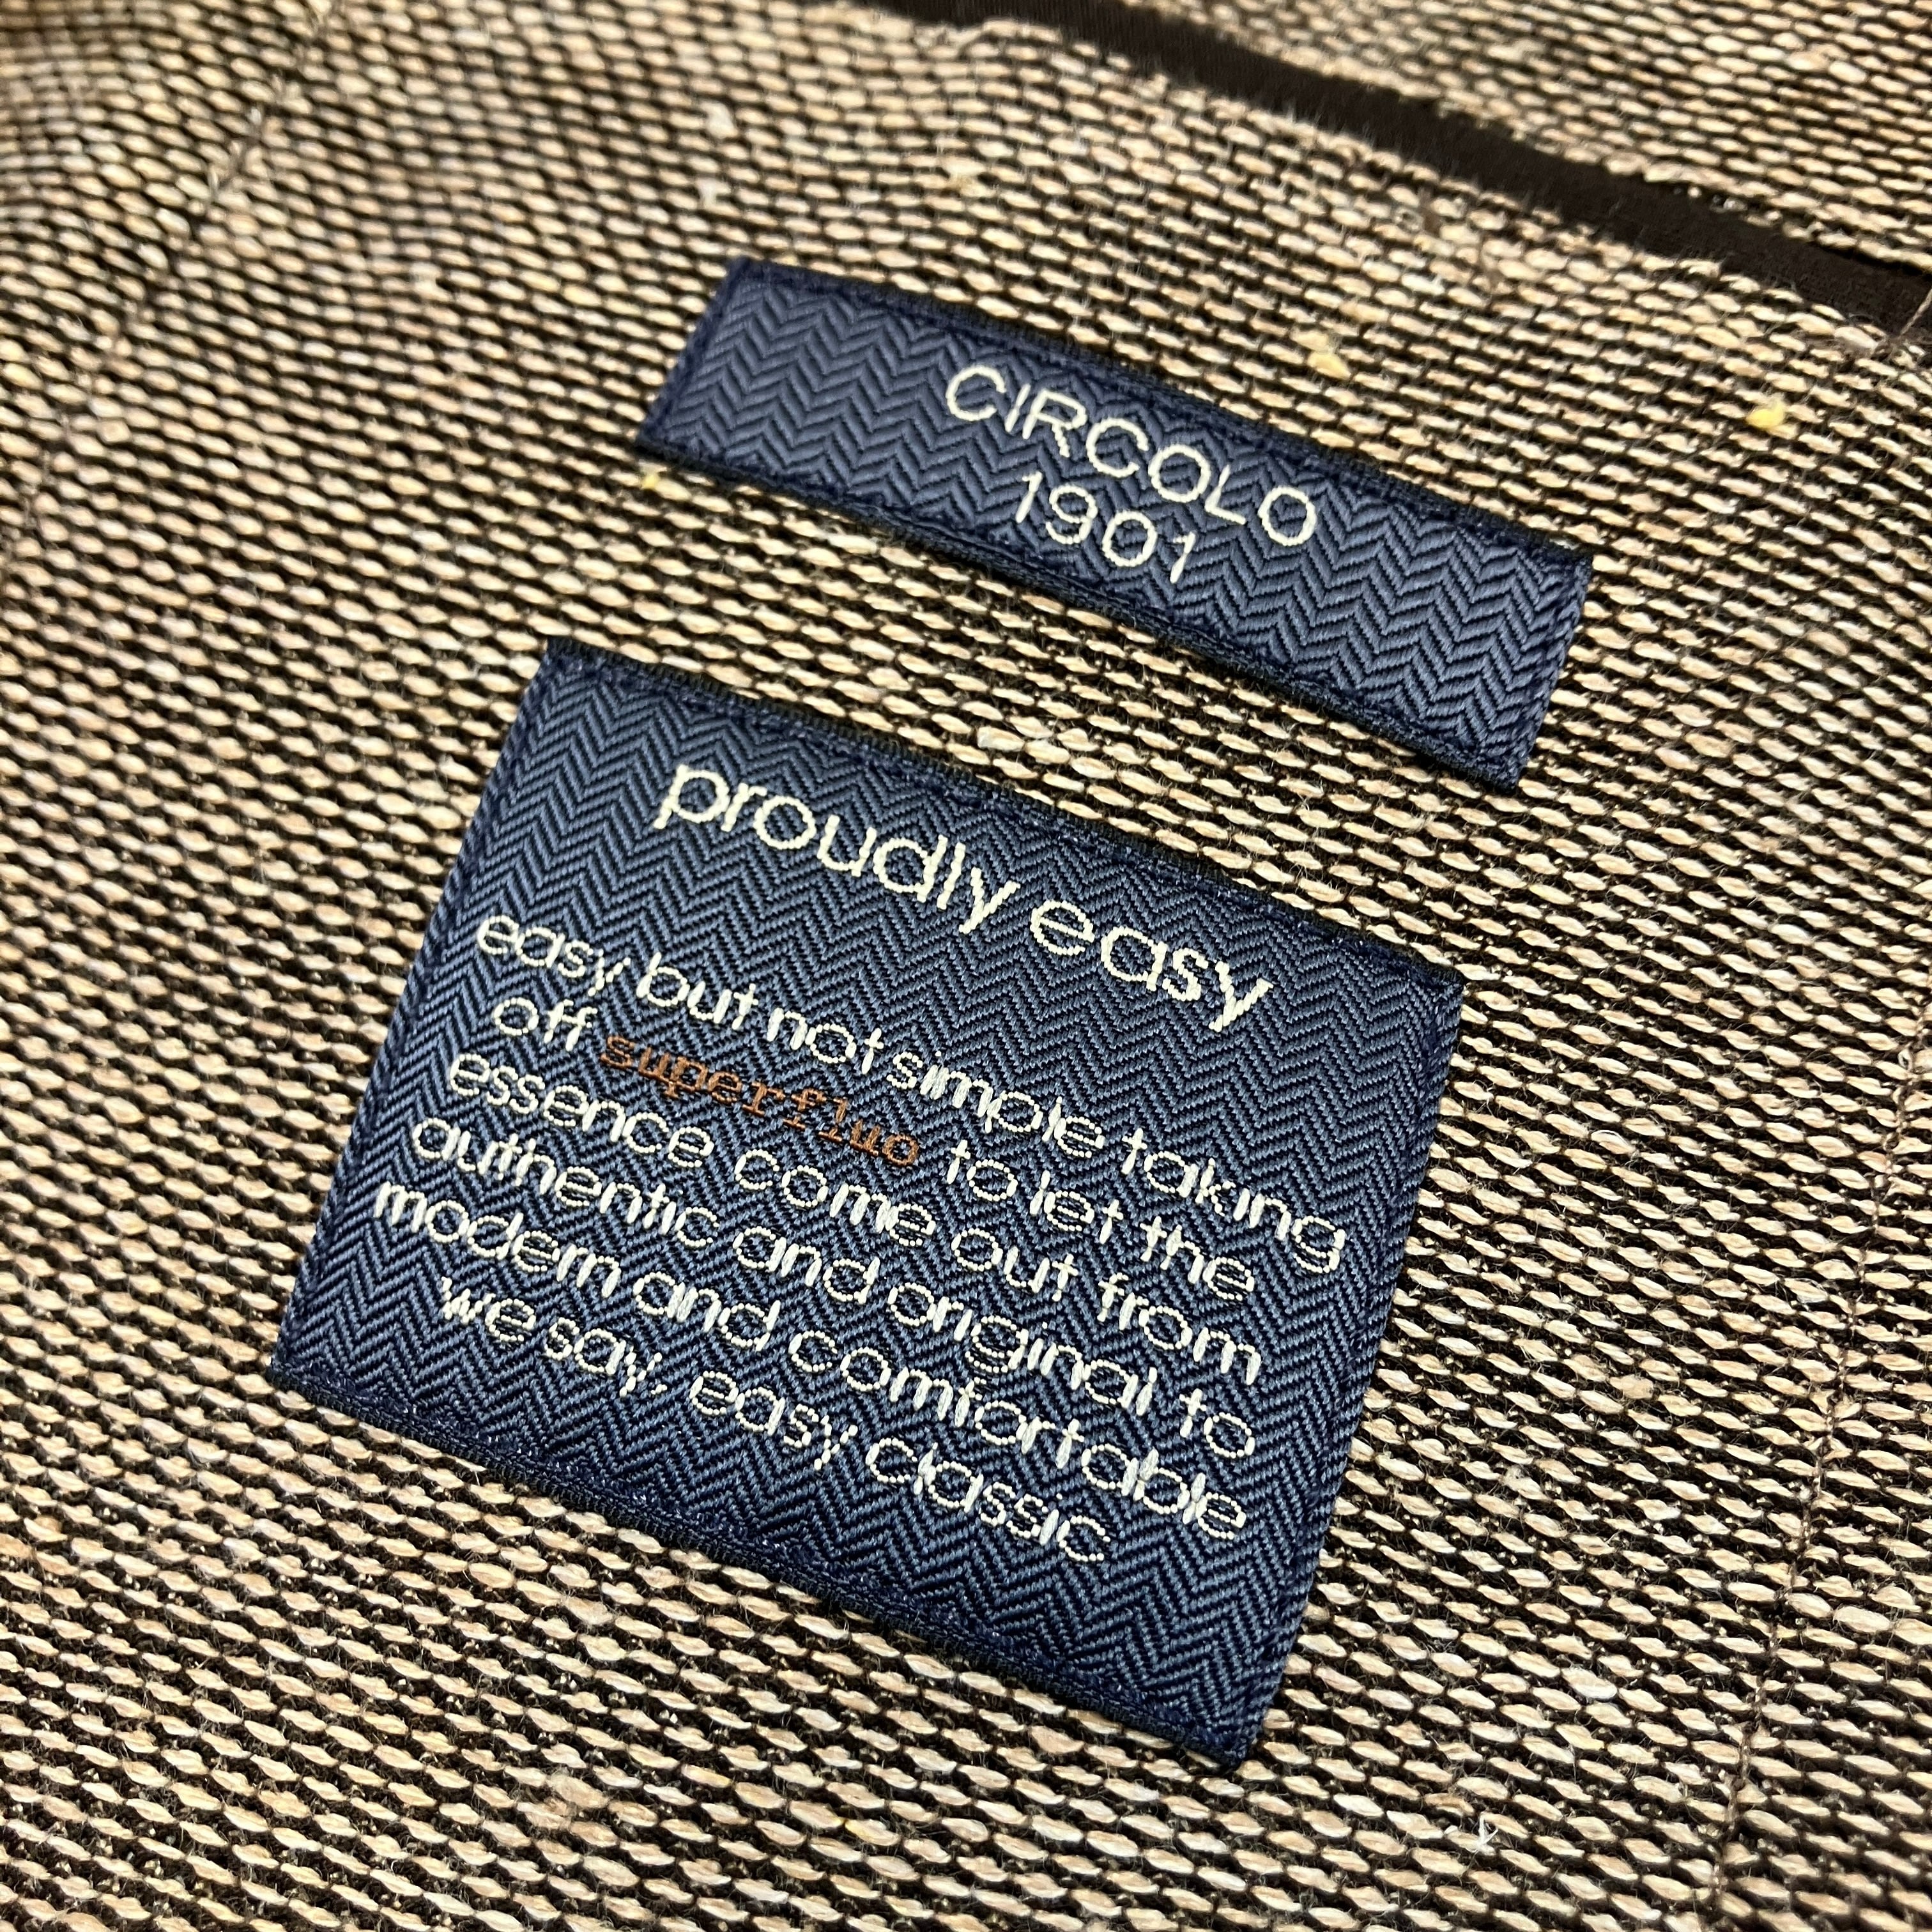 CIRCOLO
1901
proudly easy
easy but not simple taking
off superfluo to let the
essence come out from
authentic and original to
modern and comfortable
we say, easy classic